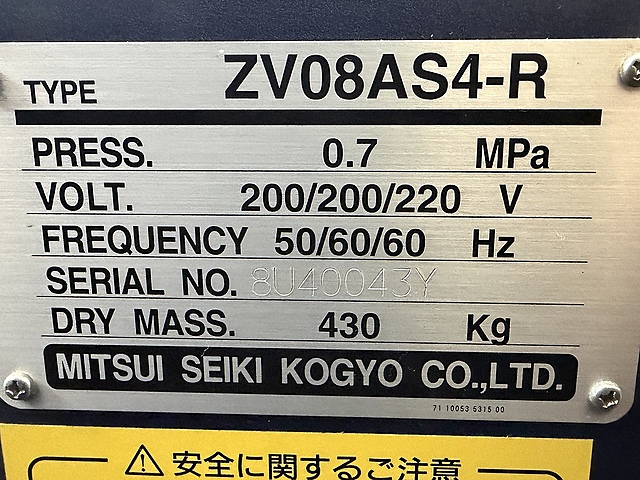 TYPE ZV08AS4-R
PRESS. 0.7 MPa
VOLT. 200/200/220 V
FREQUENCY 50/60/60 Hz
SERIAL NO. 8U40043Y
DRY MASS. 430 Kg
MITSUI SEIKI KOGYO CO.,LTD.
71 10053 5315 00
⚠ 安全に関するご注意